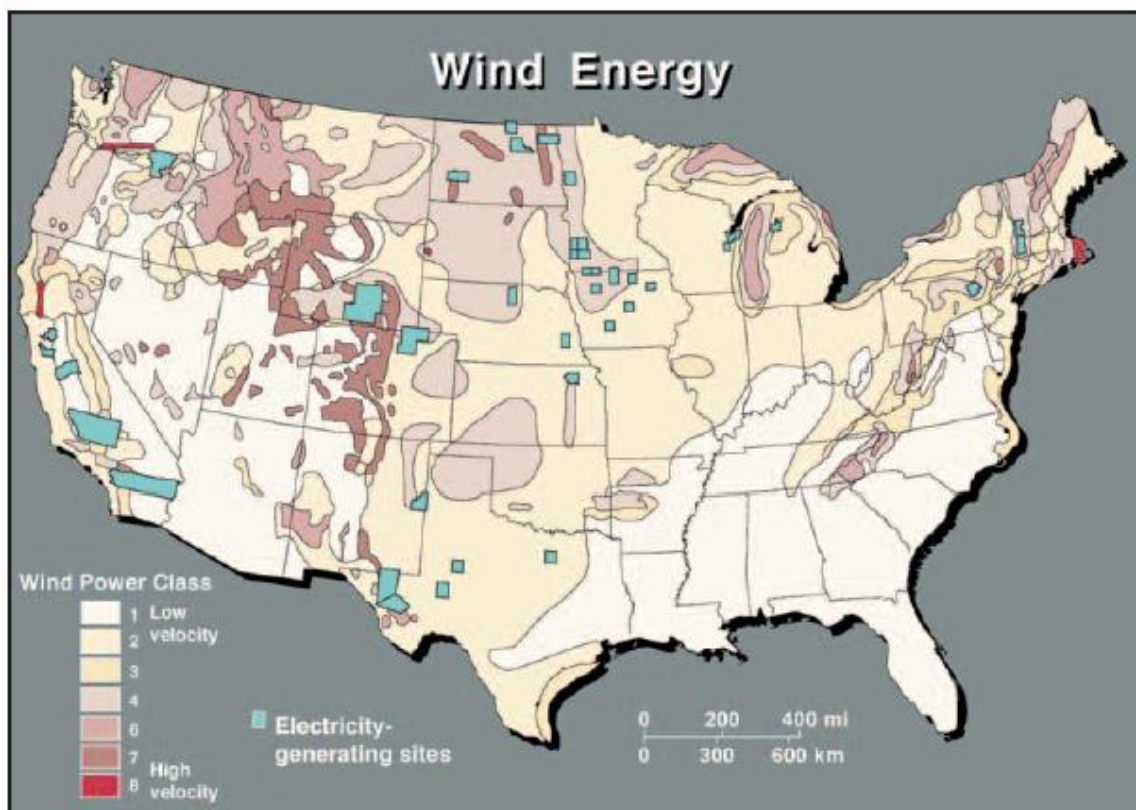 Wind Energy
Wind Power Class
1 Low
velocity
2
3
4
6
7 High
8 velocity
Electricity-
generating sites
0 200 400 mi
0 300 600 km